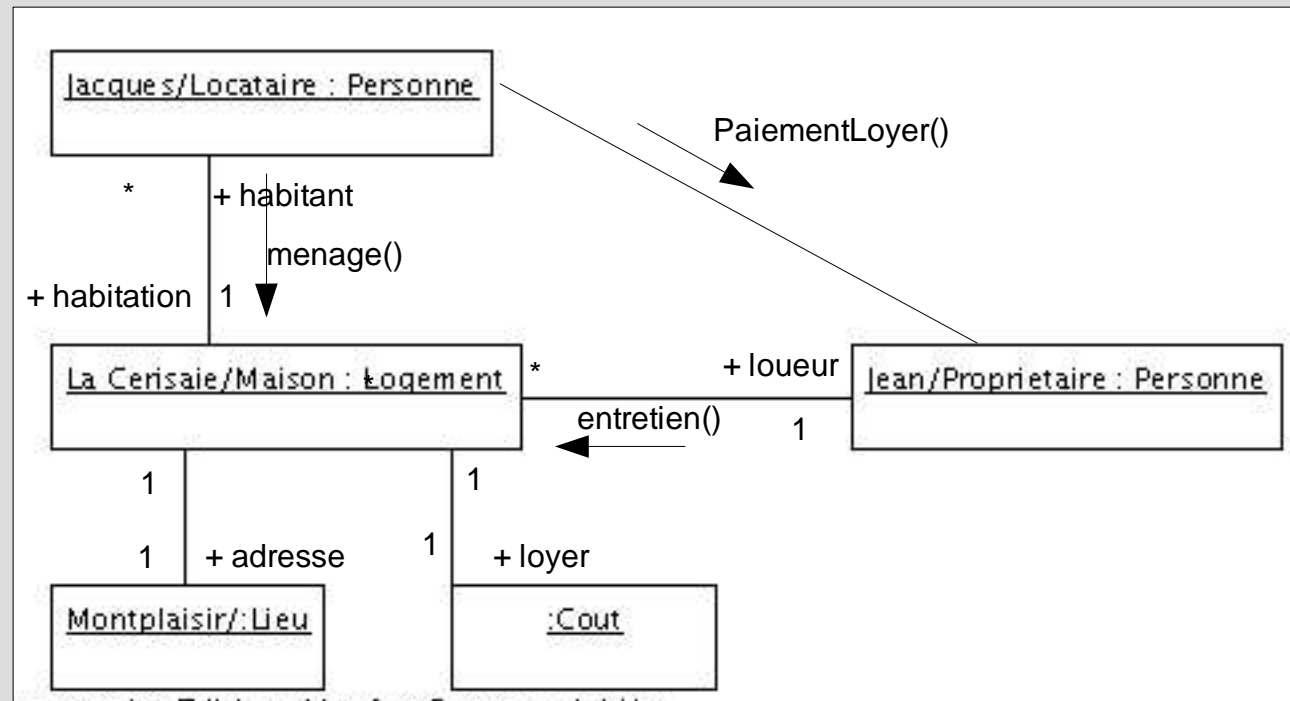 Jacques/Locataire : Personne
PaiementLoyer()
*
+ habitant
menage()
+ habitation
1
La Cerisaie/Maison : Logement
*
*
+ loueur
Jean/Proprietaire : Personne
entretien()
1
1
1
1
+ adresse
1
+ loyer
Montplaisir/:Lieu
:Cout